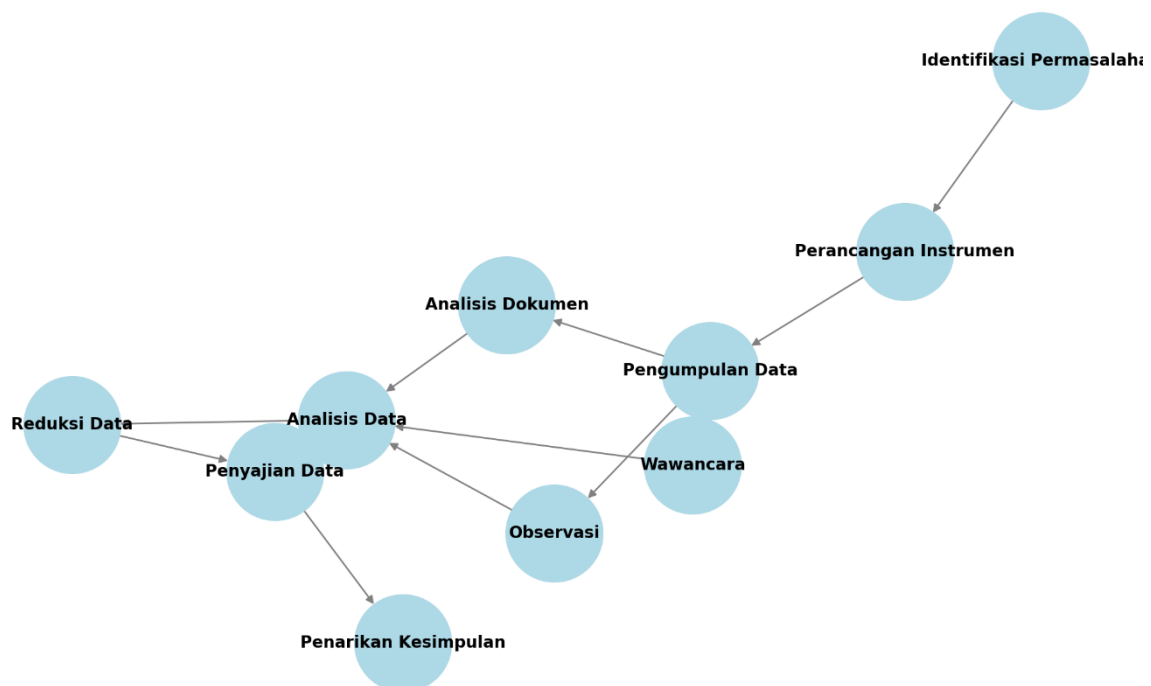 Identifikasi Permasalaha
Perancangan Instrumen
Analisis Dokumen
Pengumpulan Data
Analisis Data
Reduksi Data
Penyajian Data
Wawancara
Observasi
Penarikan Kesimpulan